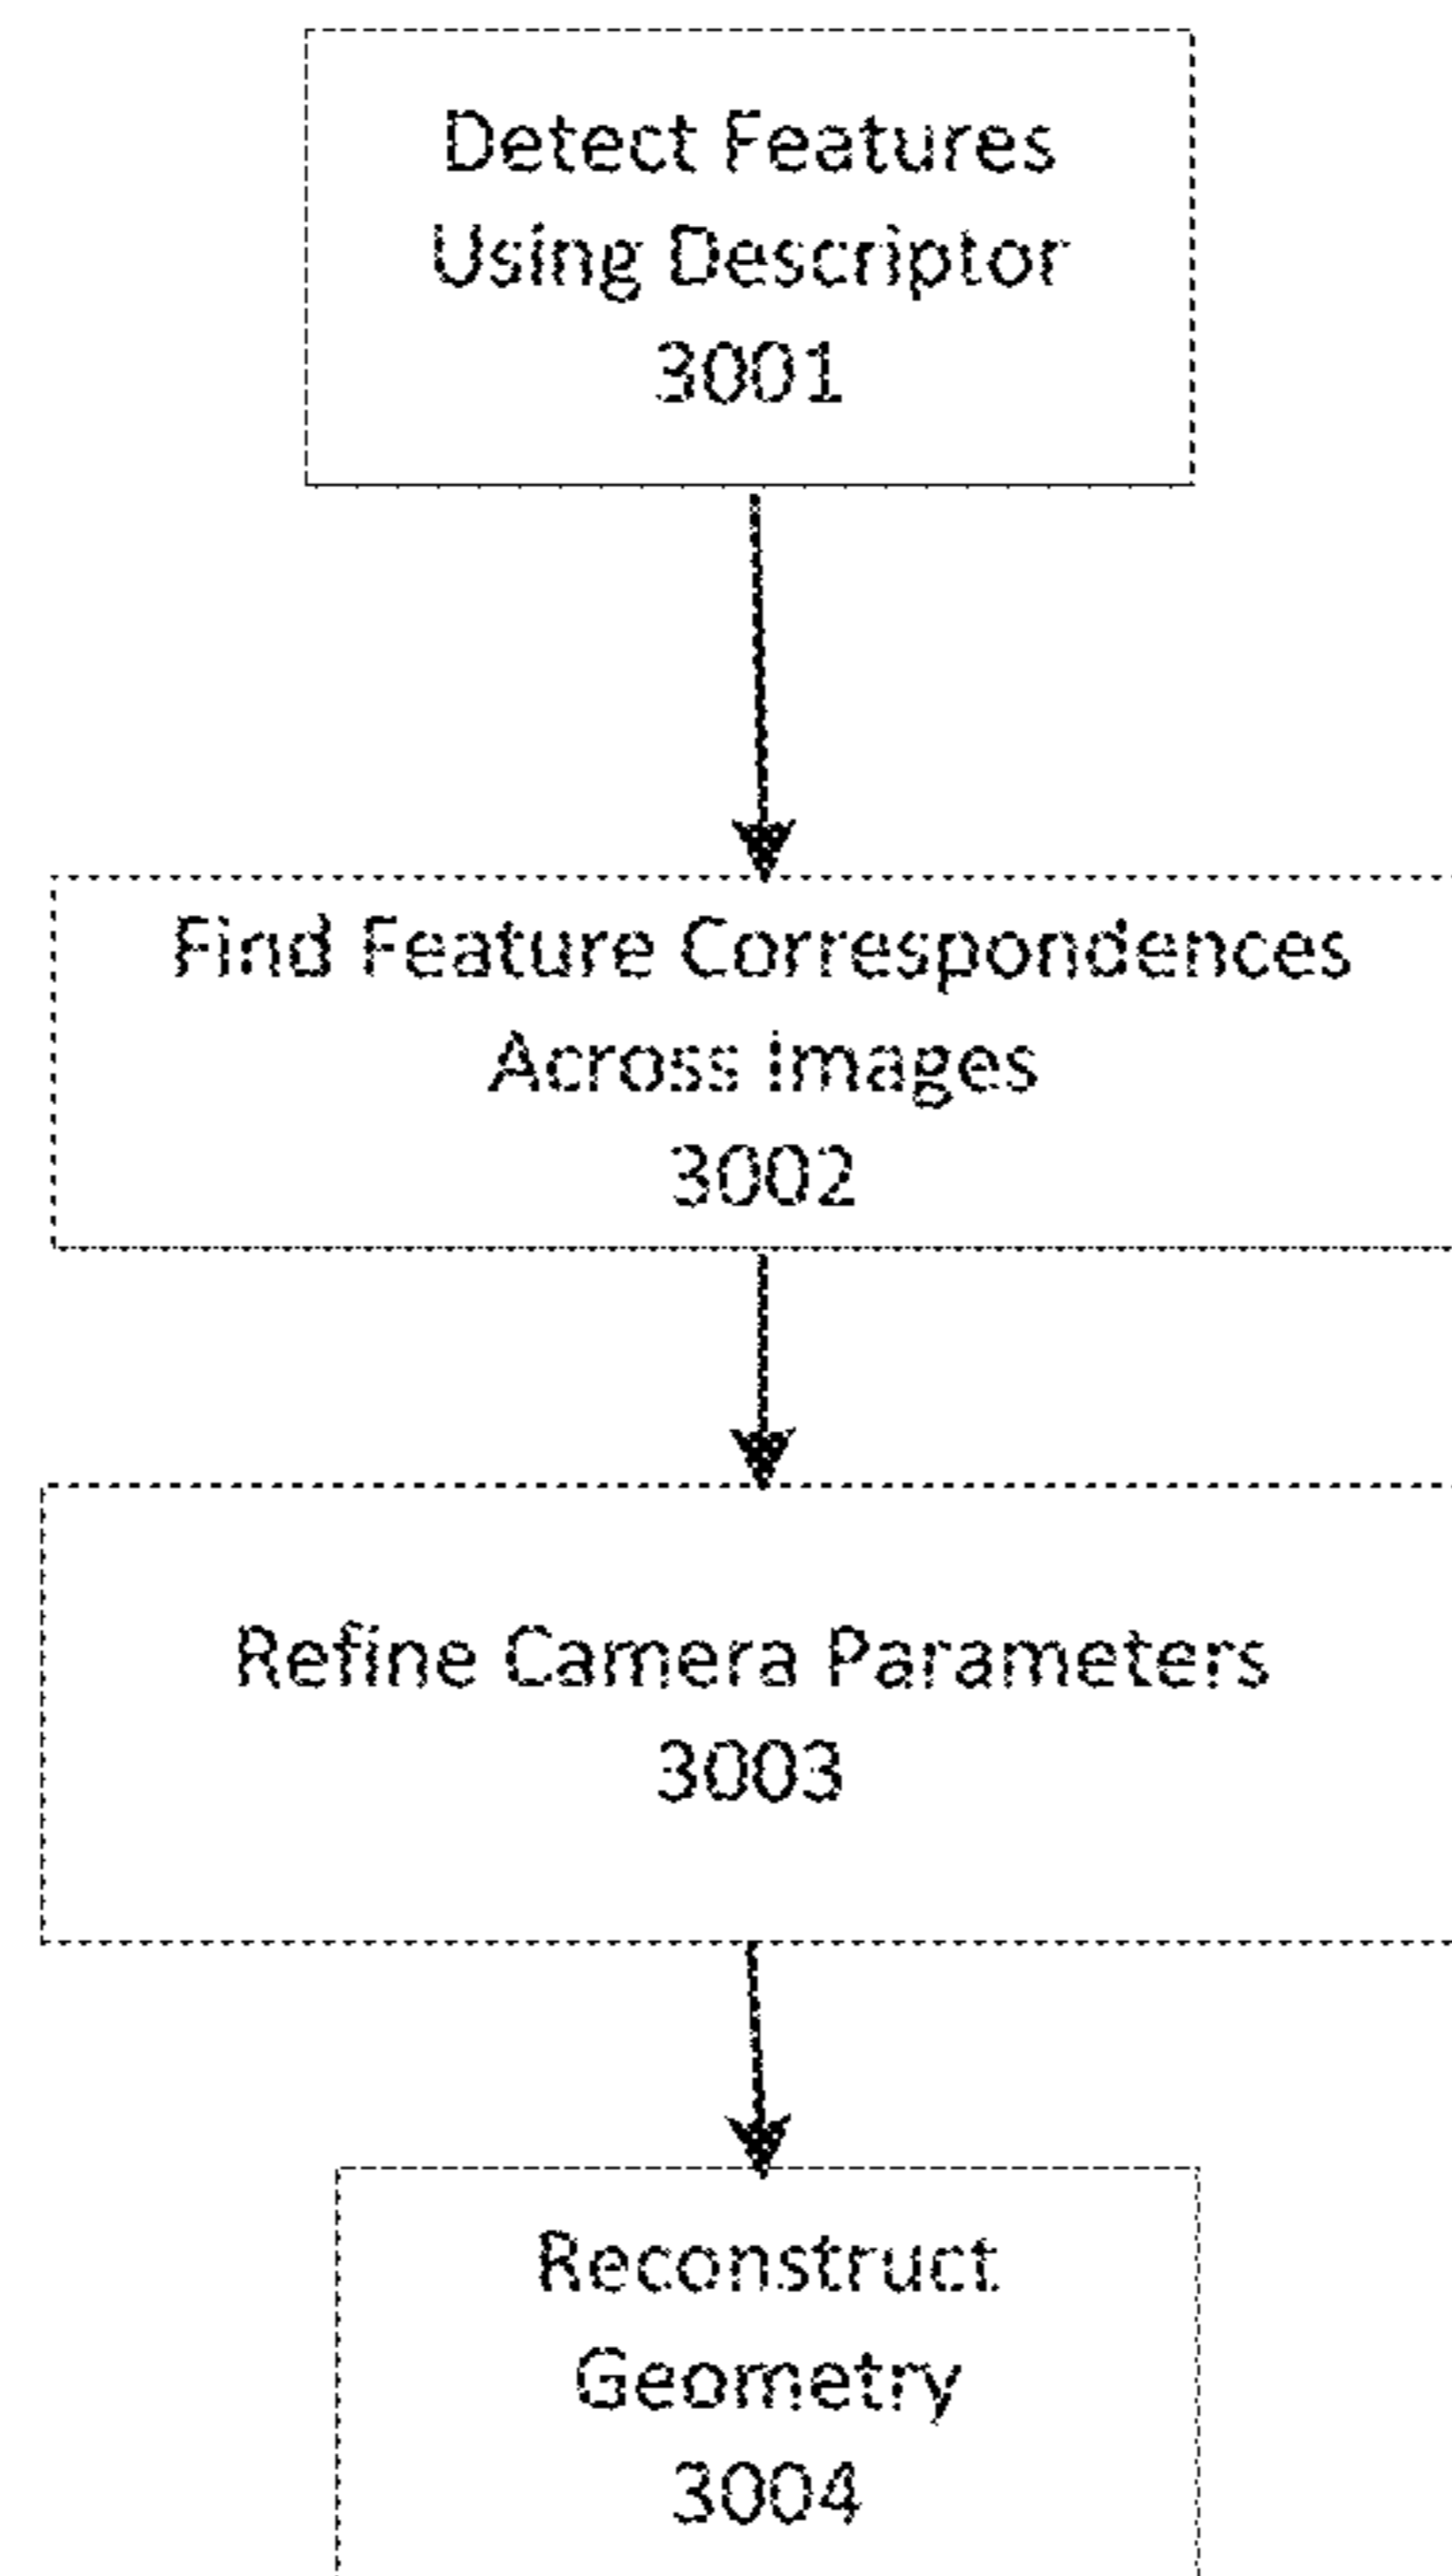 Detect Features
Using Descriptor
3001
Find Feature Correspondences
Across Images
3002
Refine Camera Parameters
3003
Reconstruct
Geometry
3004